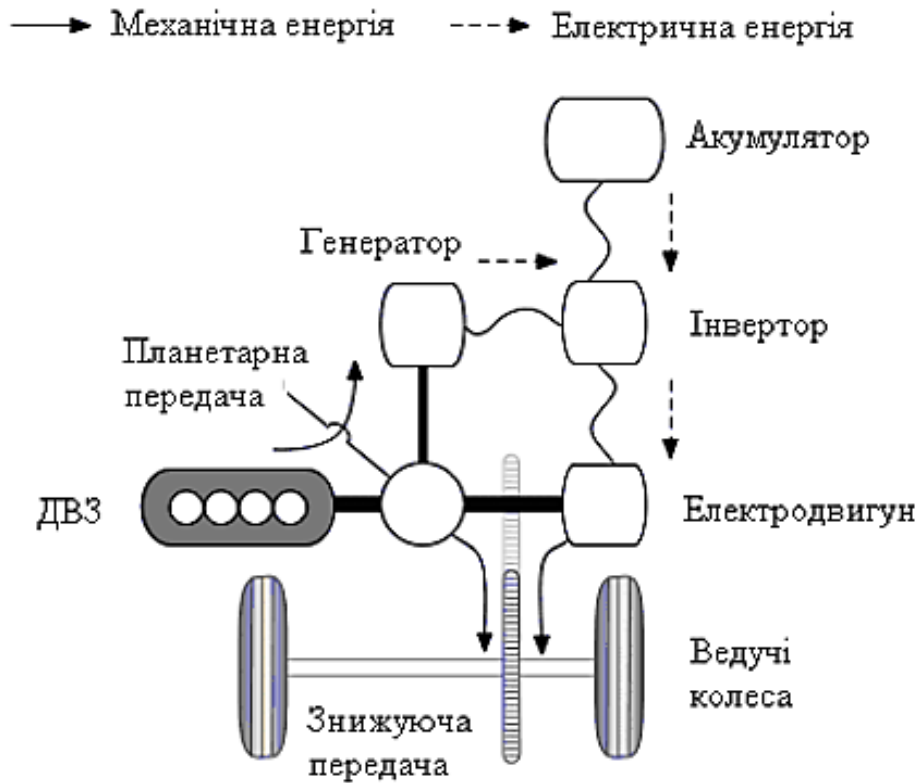 Механічна енергія
Електрична енергія
Акумулятор
Генератор
Інвертор
Планетарна
передача
ДВЗ
Електродвигун
Ведучі
колеса
Знижуюча
передача